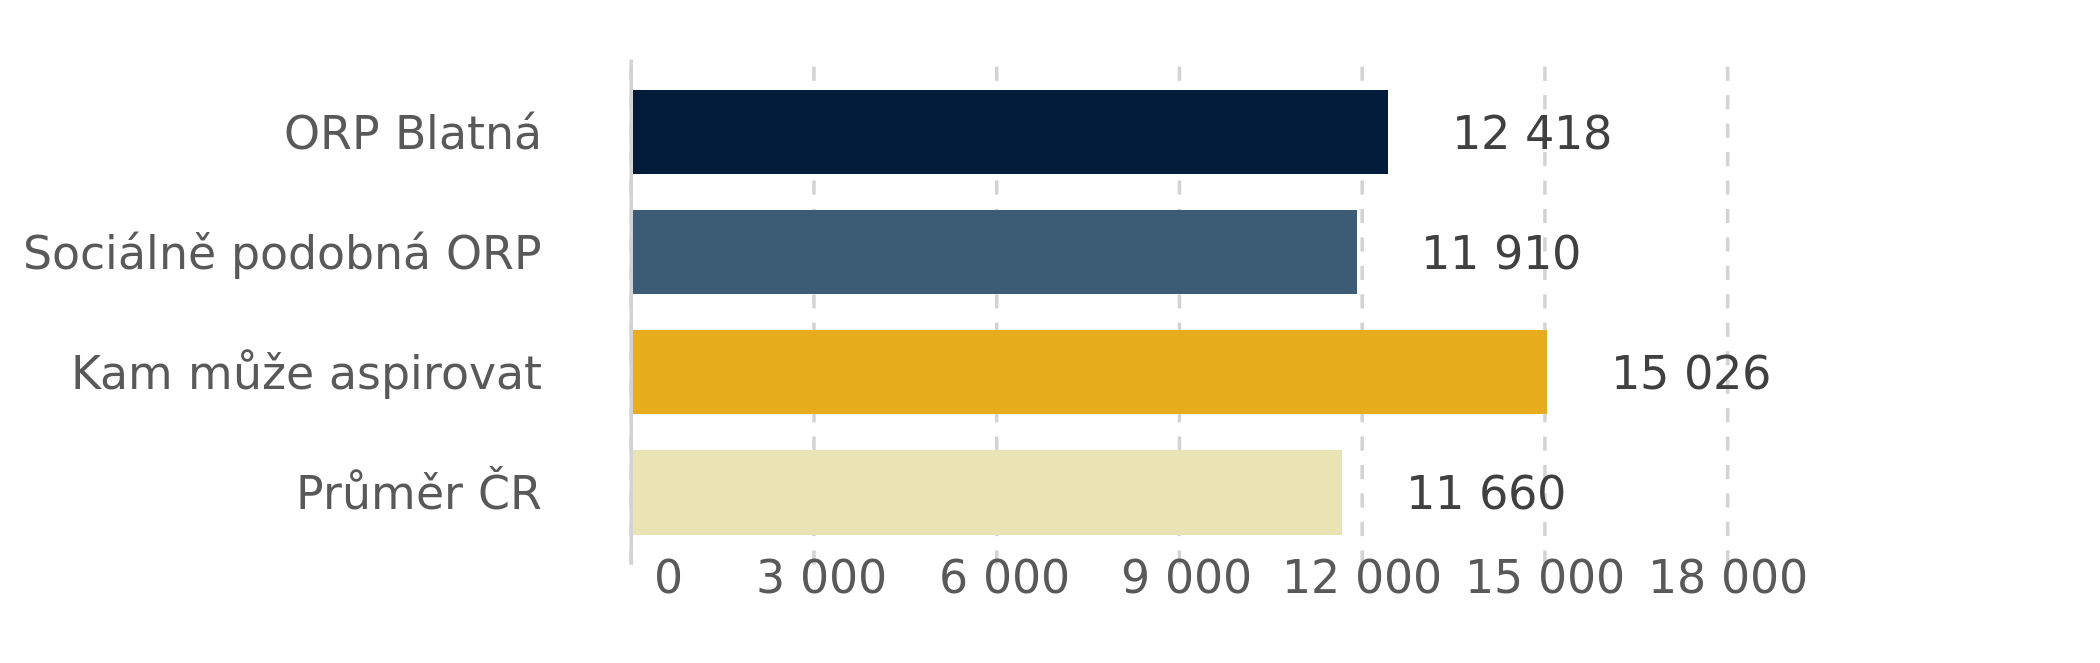 ORP Blatná 12 418
Sociálně podobná ORP 11 910
Kam může aspirovat 15 026
Průměr ČR 11 660
0 3 000 6 000 9 000 12 000 15 000 18 000